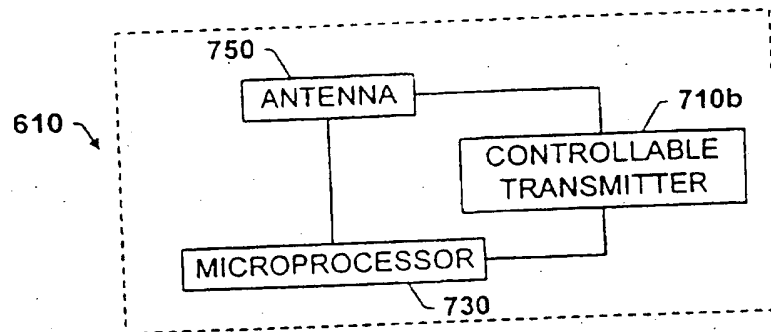 750
ANTENNA
710b
610
CONTROLLABLE
TRANSMITTER
MICROPROCESSOR
730